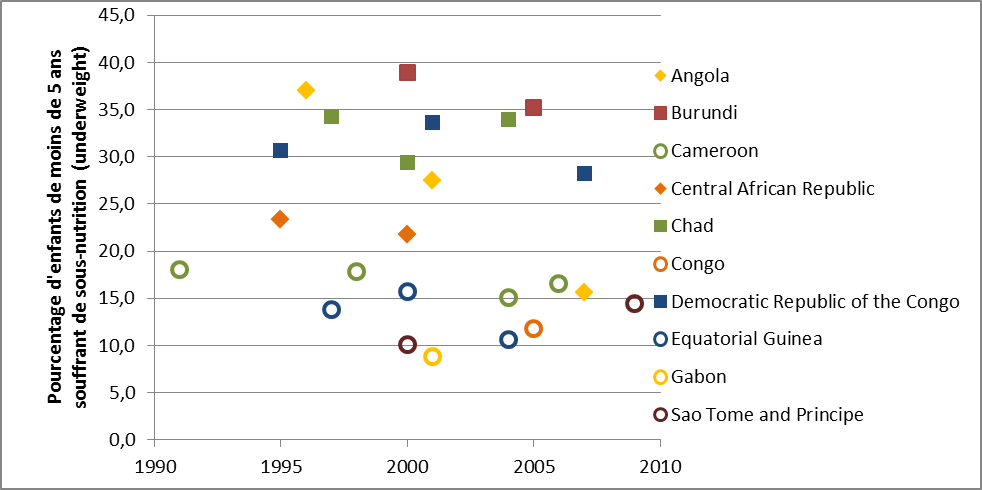 Pourcentage d'enfants de moins de 5 ans
souffrant de sous-nutrition (underweight)
45,0
40,0
35,0
30,0
25,0
20,0
15,0
10,0
5,0
0,0
1990
1995
2000
2005
2010
Angola
Burundi
Cameroon
Central African Republic
Chad
Congo
Democratic Republic of the Congo
Equatorial Guinea
Gabon
Sao Tome and Principe